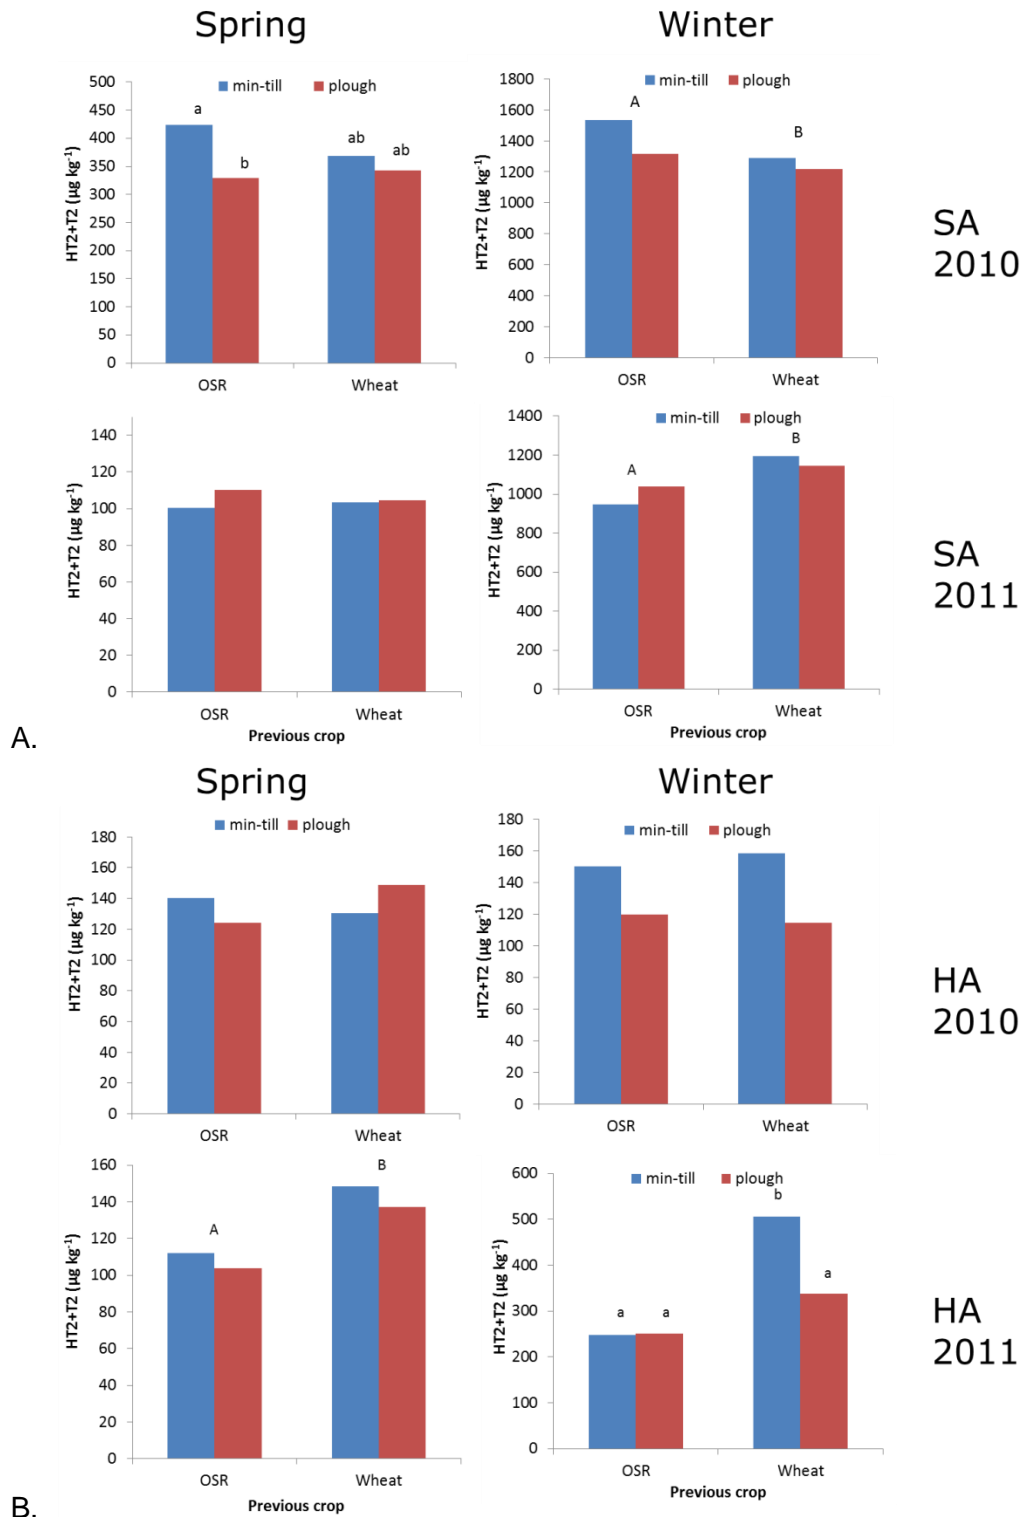 Spring
Winter
min-till plough
HT2+T2 (µg kg-1)
500
450
400
350
300
250
200
150
100
50
0
a
b
ab
ab
OSR Wheat
min-till plough
HT2+T2 (µg kg-1)
1800
1600
1400
1200
1000
800
600
400
200
0
A
B
OSR Wheat
SA
2010
HT2+T2 (µg kg-1)
140
120
100
80
60
40
20
0
OSR Wheat
Previous crop
min-till plough
HT2+T2 (µg kg-1)
1400
1200
1000
800
600
400
200
0
A
B
OSR Wheat
Previous crop
SA
2011
A.
Spring
Winter
min-till plough
HT2+T2 (µg kg-1)
180
160
140
120
100
80
60
40
20
0
OSR Wheat
min-till plough
HT2+T2 (µg kg-1)
180
160
140
120
100
80
60
40
20
0
OSR Wheat
HA
2010
HT2+T2 (µg kg-1)
160
140
120
100
80
60
40
20
0
A
B
OSR Wheat
Previous crop
min-till plough
HT2+T2 (µg kg-1)
600
500
400
300
200
100
0
a
a
b
a
OSR Wheat
Previous crop
HA
2011
B.